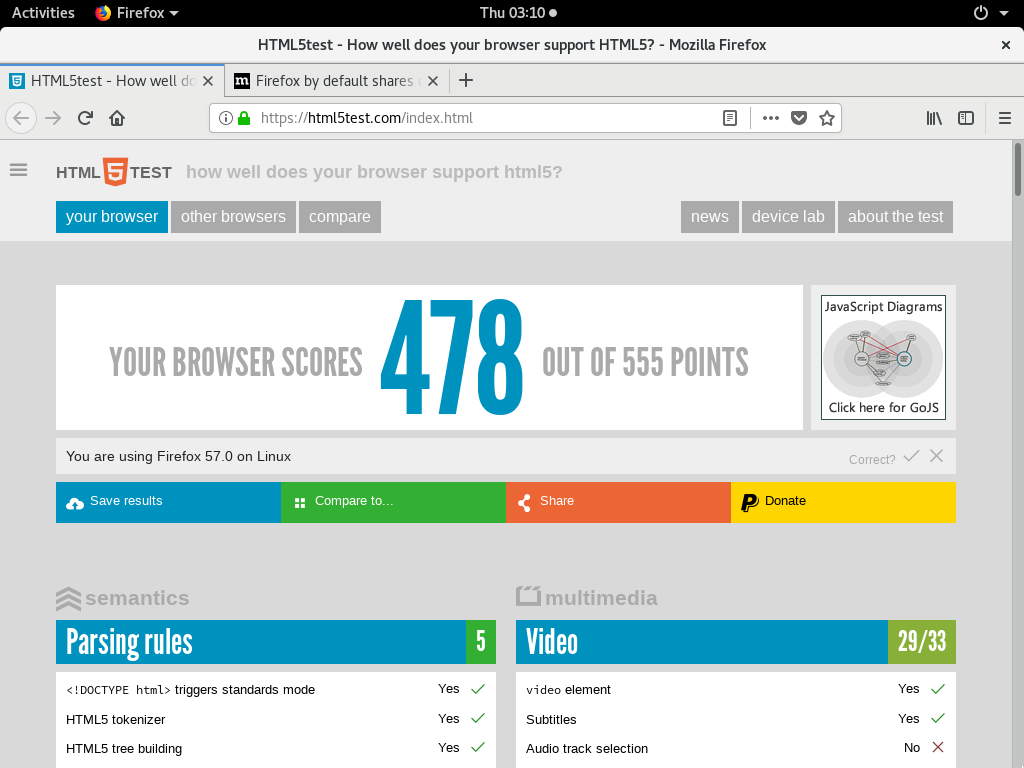 Activities Firefox Thu 03:10
HTML5test - How well does your browser support HTML5? - Mozilla Firefox
HTML5test - How well do Firefox by default shares
https://html5test.com/index.html
HTML 5 TEST how well does your browser support html5?
your browser other browsers compare news device lab about the test
YOUR BROWSER SCORES 478 OUT OF 555 POINTS
JavaScript Diagrams
Click here for GoJS
You are using Firefox 57.0 on Linux Correct?
Save results Compare to... Share Donate
semantics multimedia
Parsing rules 5 Video 29/33
<!DOCTYPE html> triggers standards mode Yes video element Yes
HTML5 tokenizer Yes Subtitles Yes
HTML5 tree building Yes Audio track selection No